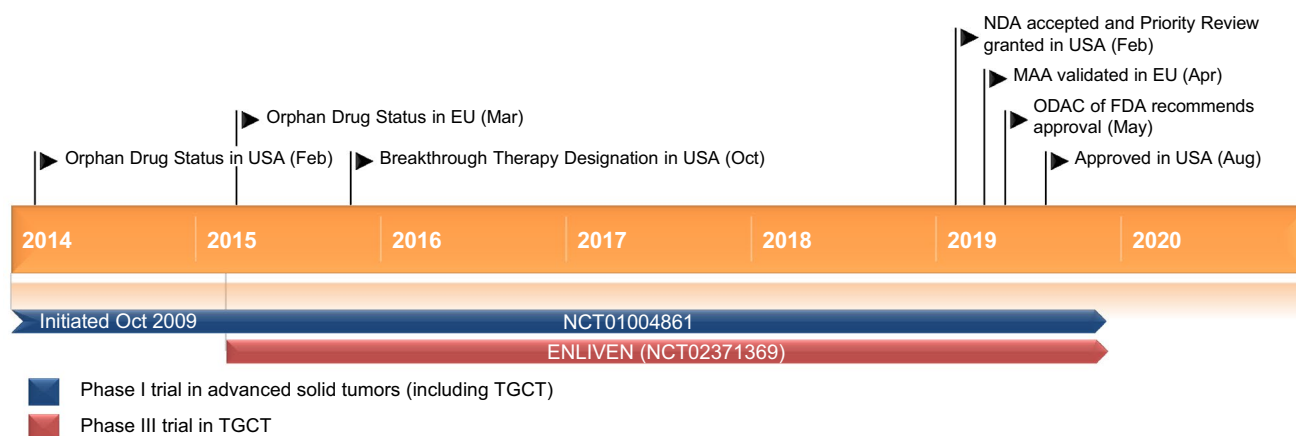 NDA accepted and Priority Review
granted in USA (Feb)
MAA validated in EU (Apr)
Orphan Drug Status in EU (Mar)
ODAC of FDA recommends
approval (May)
Orphan Drug Status in USA (Feb)
Breakthrough Therapy Designation in USA (Oct)
Approved in USA (Aug)
2014
2015
2016
2017
2018
2019
2020
Initiated Oct 2009
NCT01004861
ENLIVEN (NCT02371369)
Phase I trial in advanced solid tumors (including TGCT)
Phase III trial in TGCT